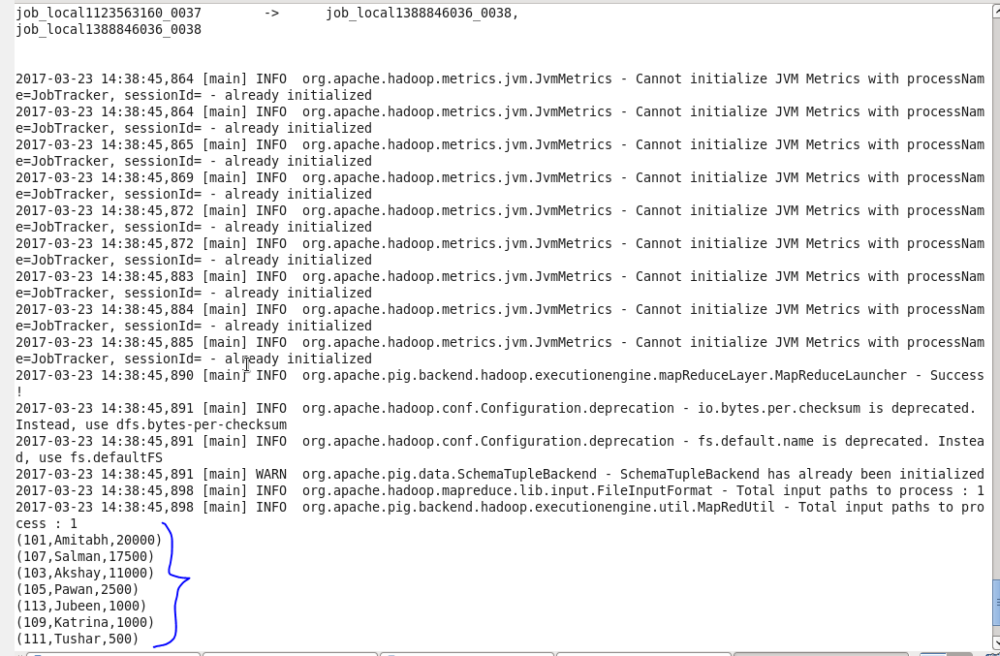 job_local1123563160_0037        ->      job_local1388846036_0038,
job_local1388846036_0038
2017-03-23 14:38:45,864 [main] INFO  org.apache.hadoop.metrics.jvm.JvmMetrics - Cannot initialize JVM Metrics with processNam
e=JobTracker, sessionId= - already initialized
2017-03-23 14:38:45,864 [main] INFO  org.apache.hadoop.metrics.jvm.JvmMetrics - Cannot initialize JVM Metrics with processNam
e=JobTracker, sessionId= - already initialized
2017-03-23 14:38:45,865 [main] INFO  org.apache.hadoop.metrics.jvm.JvmMetrics - Cannot initialize JVM Metrics with processNam
e=JobTracker, sessionId= - already initialized
2017-03-23 14:38:45,869 [main] INFO  org.apache.hadoop.metrics.jvm.JvmMetrics - Cannot initialize JVM Metrics with processNam
e=JobTracker, sessionId= - already initialized
2017-03-23 14:38:45,872 [main] INFO  org.apache.hadoop.metrics.jvm.JvmMetrics - Cannot initialize JVM Metrics with processNam
e=JobTracker, sessionId= - already initialized
2017-03-23 14:38:45,872 [main] INFO  org.apache.hadoop.metrics.jvm.JvmMetrics - Cannot initialize JVM Metrics with processNam
e=JobTracker, sessionId= - already initialized
2017-03-23 14:38:45,883 [main] INFO  org.apache.hadoop.metrics.jvm.JvmMetrics - Cannot initialize JVM Metrics with processNam
e=JobTracker, sessionId= - already initialized
2017-03-23 14:38:45,884 [main] INFO  org.apache.hadoop.metrics.jvm.JvmMetrics - Cannot initialize JVM Metrics with processNam
e=JobTracker, sessionId= - already initialized
2017-03-23 14:38:45,885 [main] INFO  org.apache.hadoop.metrics.jvm.JvmMetrics - Cannot initialize JVM Metrics with processNam
e=JobTracker, sessionId= - already initialized
2017-03-23 14:38:45,890 [main] INFO  org.apache.pig.backend.hadoop.executionengine.mapReduceLayer.MapReduceLauncher - Success
!
2017-03-23 14:38:45,891 [main] INFO  org.apache.hadoop.conf.Configuration.deprecation - io.bytes.per.checksum is deprecated.
Instead, use dfs.bytes-per-checksum
2017-03-23 14:38:45,891 [main] INFO  org.apache.hadoop.conf.Configuration.deprecation - fs.default.name is deprecated. Instea
d, use fs.defaultFS
2017-03-23 14:38:45,891 [main] WARN  org.apache.pig.data.SchemaTupleBackend - SchemaTupleBackend has already been initialized
2017-03-23 14:38:45,898 [main] INFO  org.apache.hadoop.mapreduce.lib.input.FileInputFormat - Total input paths to process : 1
2017-03-23 14:38:45,898 [main] INFO  org.apache.pig.backend.hadoop.executionengine.util.MapRedUtil - Total input paths to pro
cess : 1
(101,Amitabh,20000)
(107,Salman,17500)
(103,Akshay,11000)
(105,Pawan,2500)
(113,Jubeen,1000)
(109,Katrina,1000)
(111,Tushar,500)